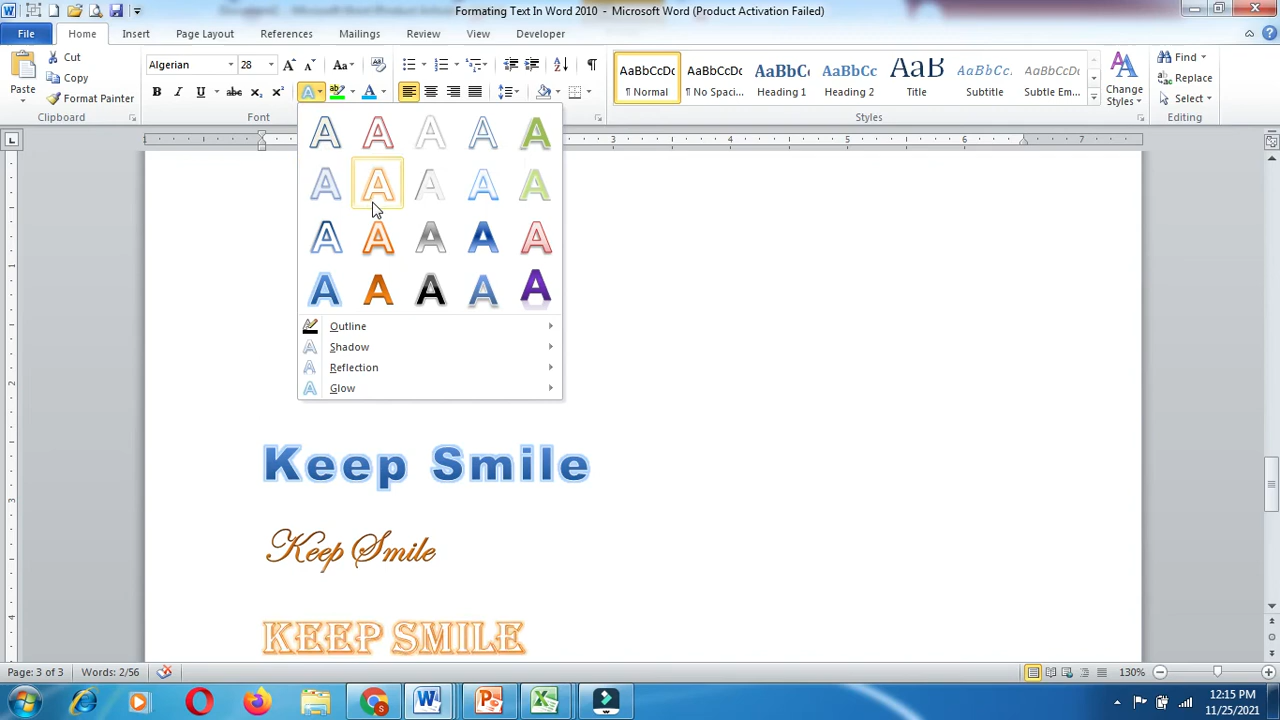 Formating Text In Word 2010 - Microsoft Word (Product Activation Failed)
File Home Insert Page Layout References Mailings Review View Developer
Cut
Copy
Format Painter
Paste
Clipboard
Algerian 28
Font
AaBbCcDc AaBbCcDc AaBbCc AaBbCc AaB AaBbCc. AaBbCcDc
¶ Normal ¶ No Spaci... Heading 1 Heading 2 Title Subtitle Subtle Em...
Change
Styles
Styles
Find
Replace
Select
Editing
Outline
Shadow
Reflection
Glow
Keep Smile
Keep Smile
KEEP SMILE
Page: 3 of 3 Words: 2/56 130%
12:15 PM
11/25/2021